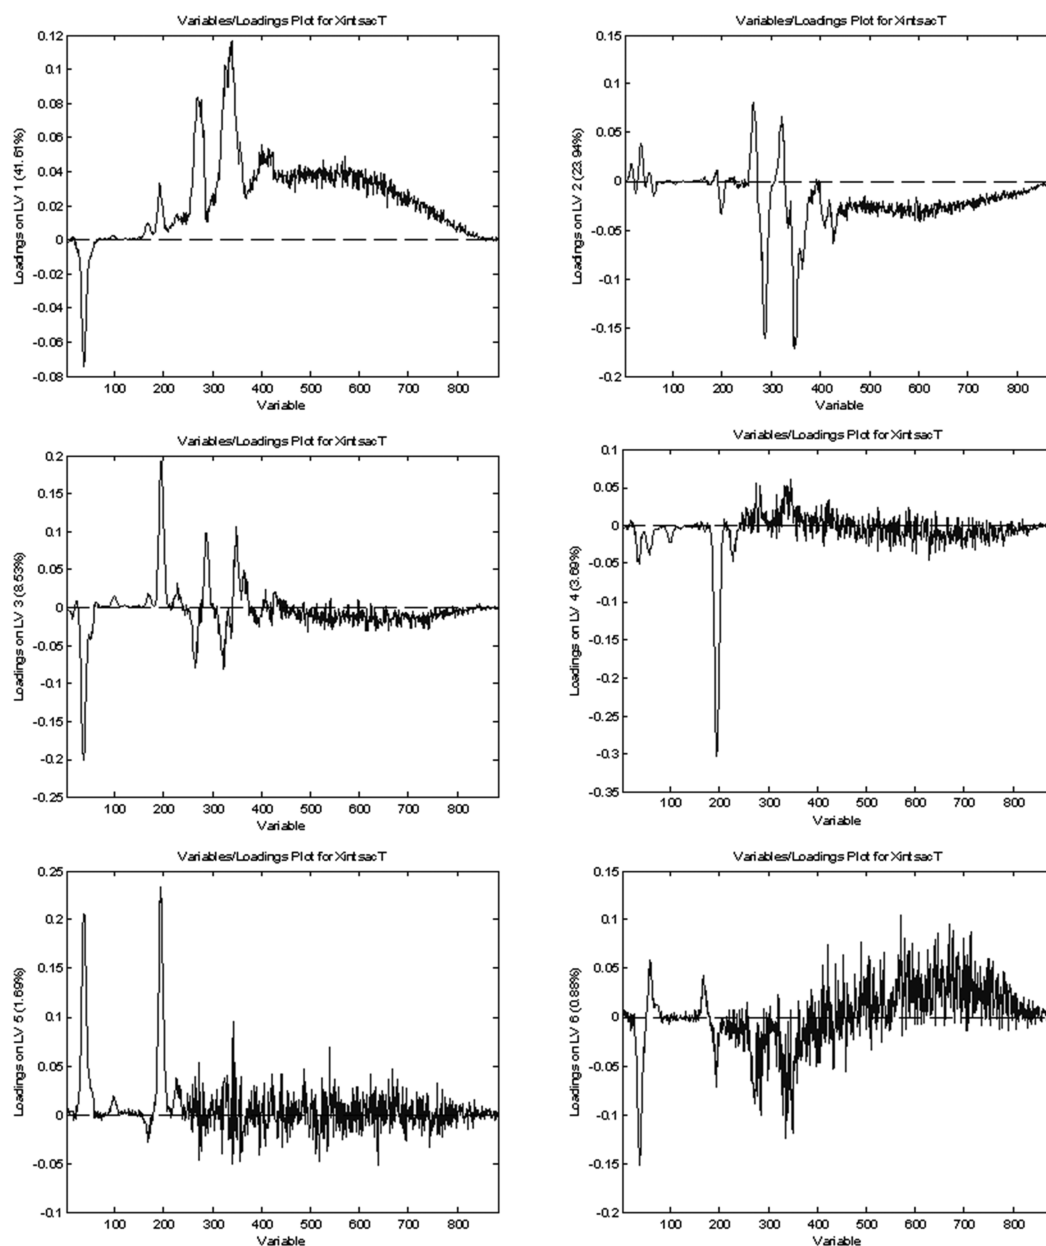 Variables/Loadings Plot for XintsacT
0.12
0.1
0.08
0.06
0.04
0.02
0
-0.02
-0.04
-0.06
-0.08
Loadings on LV 1 (41.61%)
100 200 300 400 500 600 700 800
Variable
Variables/Loadings Plot for XintsacT
0.15
0.1
0.05
0
-0.05
-0.1
-0.15
-0.2
Loadings on LV 2 (23.94%)
100 200 300 400 500 600 700 800
Variable
Variables/Loadings Plot for XintsacT
0.2
0.15
0.1
0.05
0
-0.05
-0.1
-0.15
-0.2
-0.25
Loadings on LV 3 (8.53%)
100 200 300 400 500 600 700 800
Variable
Variables/Loadings Plot for XintsacT
0.1
0.05
0
-0.05
-0.1
-0.15
-0.2
-0.25
-0.3
-0.35
Loadings on LV 4 (3.69%)
100 200 300 400 500 600 700 800
Variable
Variables/Loadings Plot for XintsacT
0.25
0.2
0.15
0.1
0.05
0
-0.05
-0.1
Loadings on LV 5 (1.69%)
100 200 300 400 500 600 700 800
Variable
Variables/Loadings Plot for XintsacT
0.15
0.1
0.05
0
-0.05
-0.1
-0.15
-0.2
Loadings on LV 6 (0.88%)
100 200 300 400 500 600 700 800
Variable